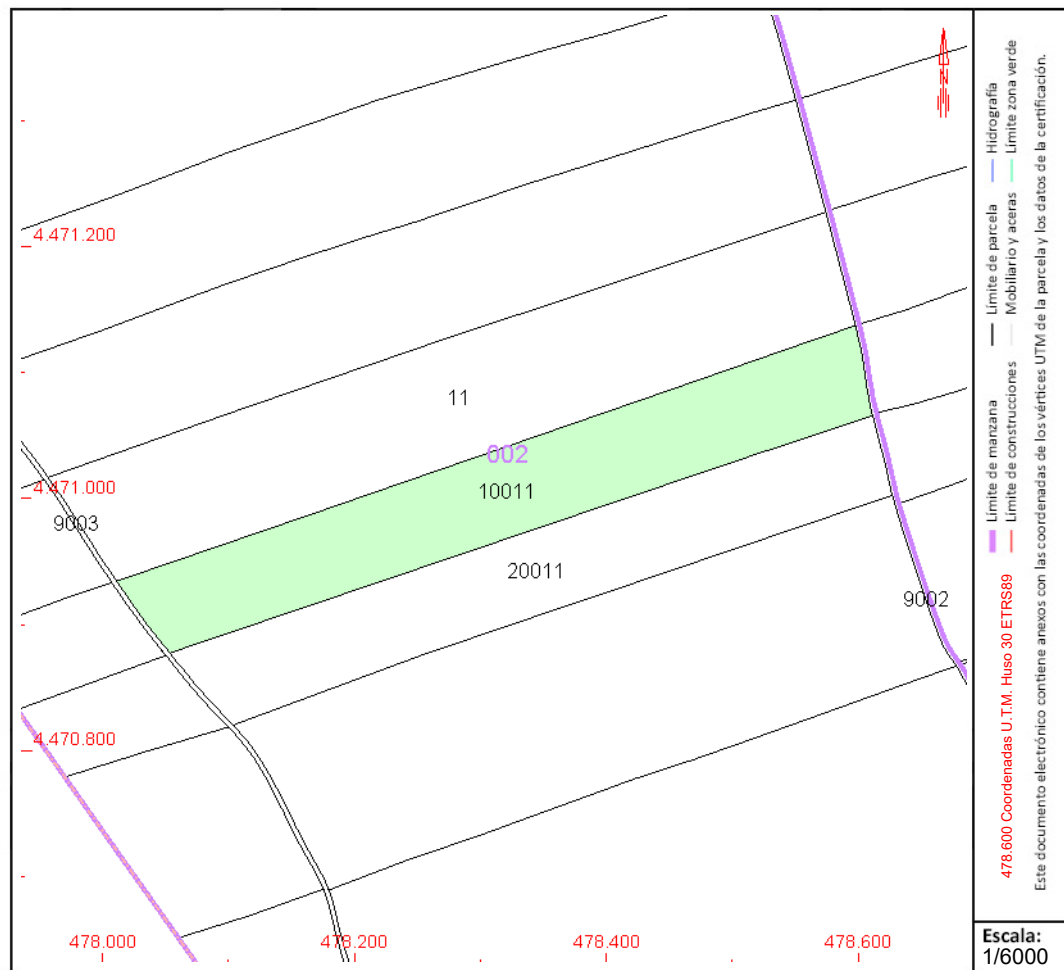 4.471.200
11
002
4.471.000
10011
9003
20011
9002
4.470.800
478.000 478.200 478.400 478.600
N
Límite de manzana Límite de parcela Hidrografía
Límite de construcciones Mobiliario y aceras Límite zona verde
478.600 Coordenadas U.T.M. Huso 30 ETRS89
Este documento electrónico contiene anexos con las coordenadas de los vértices UTM de la parcela y los datos de la certificación.
Escala:
1/6000